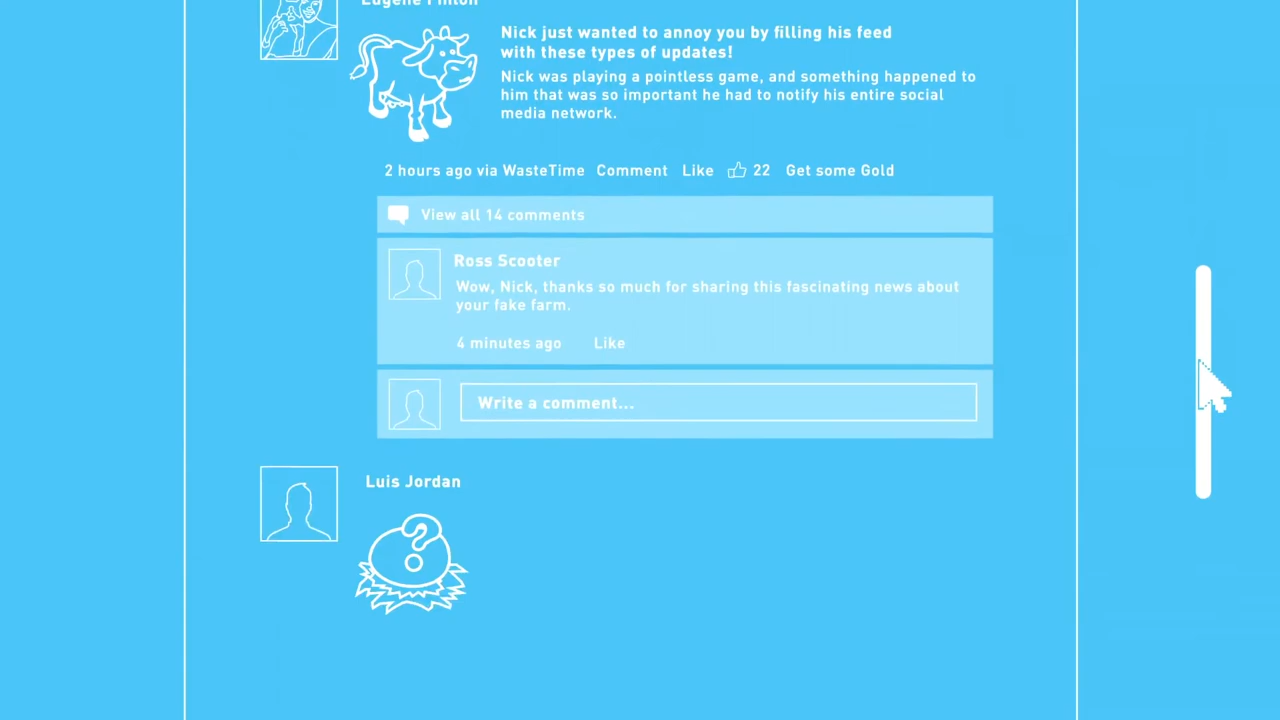 Nick just wanted to annoy you by filling his feed
with these types of updates!
Nick was playing a pointless game, and something happened to
him that was so important he had to notify his entire social
media network.
2 hours ago via WasteTime Comment Like 22 Get some Gold
View all 14 comments
Ross Scooter
Wow, Nick, thanks so much for sharing this fascinating news about
your fake farm.
4 minutes ago Like
Write a comment...
Luis Jordan
?